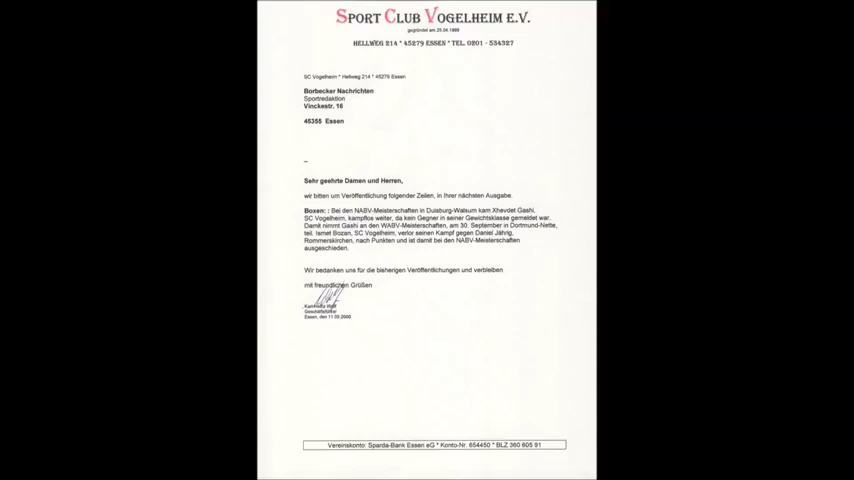 SPORT CLUB VOGELHEIM E.V.
gegründet am 25.04.1989
HELLWEG 214 * 45279 ESSEN * TEL. 0201 - 534327
SC Vogelheim * Hellweg 214 * 45279 Essen
Borbecker Nachrichten
Sportredaktion
Vinckestr. 16
45355 Essen
–
Sehr geehrte Damen und Herren,
wir bitten um Veröffentlichung folgender Zeilen, in Ihrer nächsten Ausgabe.
Boxen: : Bei den NABV-Meisterschaften in Duisburg-Walsum kam Xhevdet Gashi,
SC Vogelheim, kampflos weiter, da kein Gegner in seiner Gewichtsklasse gemeldet war.
Damit nimmt Gashi an den WABV-Meisterschaften, am 30. September in Dortmund-Nette,
teil. Ismet Bozan, SC Vogelheim, verlor seinen Kampf gegen Daniel Jährig,
Rommerskirchen, nach Punkten und ist damit bei den NABV-Meisterschaften
ausgeschieden.
Wir bedanken uns für die bisherigen Veröffentlichungen und verbleiben
mit freundlichen Grüßen
Karl-Heinz
Geschäftsführer
Essen, den
Vereinskonto: Sparda-Bank Essen eG * Konto-Nr. 654450 * BLZ 360 605 91